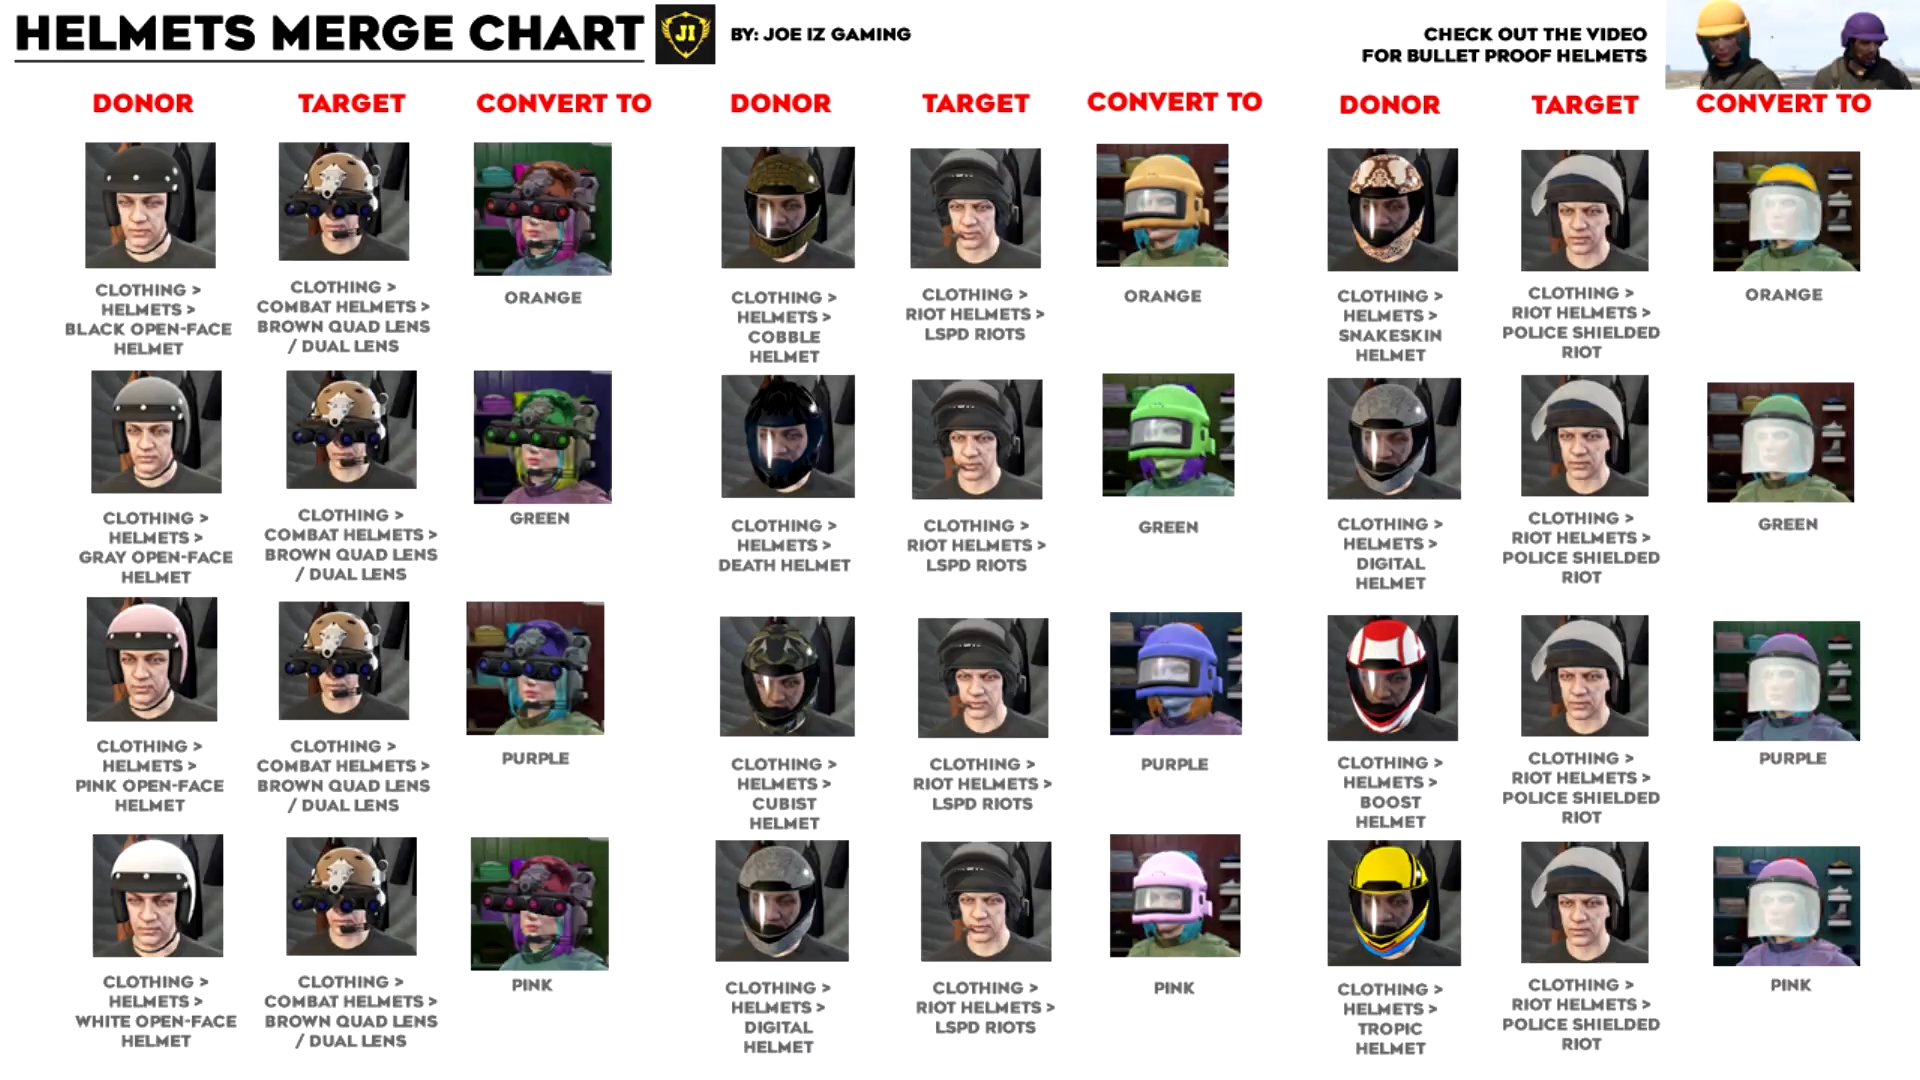 HELMETS MERGE CHART
JI
BY: JOE IZ GAMING
CHECK OUT THE VIDEO
FOR BULLET PROOF HELMETS
DONOR
TARGET
CONVERT TO
DONOR
TARGET
CONVERT TO
DONOR
TARGET
CONVERT TO
CLOTHING >
HELMETS >
BLACK OPEN-FACE
HELMET
CLOTHING >
COMBAT HELMETS >
BROWN QUAD LENS
/ DUAL LENS
ORANGE
CLOTHING >
HELMETS >
COBBLE
HELMET
CLOTHING >
RIOT HELMETS >
LSPD RIOTS
ORANGE
CLOTHING >
HELMETS >
SNAKESKIN
HELMET
CLOTHING >
RIOT HELMETS >
POLICE SHIELDED
RIOT
ORANGE
CLOTHING >
HELMETS >
GRAY OPEN-FACE
HELMET
CLOTHING >
COMBAT HELMETS >
BROWN QUAD LENS
/ DUAL LENS
GREEN
CLOTHING >
HELMETS >
DEATH HELMET
CLOTHING >
RIOT HELMETS >
LSPD RIOTS
GREEN
CLOTHING >
HELMETS >
DIGITAL
HELMET
CLOTHING >
RIOT HELMETS >
POLICE SHIELDED
RIOT
GREEN
CLOTHING >
HELMETS >
PINK OPEN-FACE
HELMET
CLOTHING >
COMBAT HELMETS >
BROWN QUAD LENS
/ DUAL LENS
PURPLE
CLOTHING >
HELMETS >
CUBIST
HELMET
CLOTHING >
RIOT HELMETS >
LSPD RIOTS
PURPLE
CLOTHING >
HELMETS >
BOOST
HELMET
CLOTHING >
RIOT HELMETS >
POLICE SHIELDED
RIOT
PURPLE
CLOTHING >
HELMETS >
WHITE OPEN-FACE
HELMET
CLOTHING >
COMBAT HELMETS >
BROWN QUAD LENS
/ DUAL LENS
PINK
CLOTHING >
HELMETS >
DIGITAL
HELMET
CLOTHING >
RIOT HELMETS >
LSPD RIOTS
PINK
CLOTHING >
HELMETS >
TROPIC
HELMET
CLOTHING >
RIOT HELMETS >
POLICE SHIELDED
RIOT
PINK